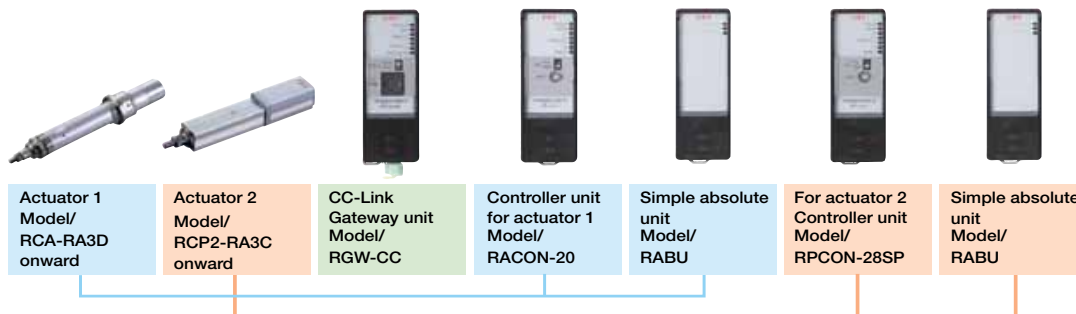 Actuator 1
Model/
RCA-RA3D
onward
Actuator 2
Model/
RCP2-RA3C
onward
CC-Link
Gateway unit
Model/
RGW-CC
Controller unit
for actuator 1
Model/
RACON-20
Simple absolute
unit
Model/
RABU
For actuator 2
Controller unit
Model/
RPCON-28SP
Simple absolute
unit
Model/
RABU